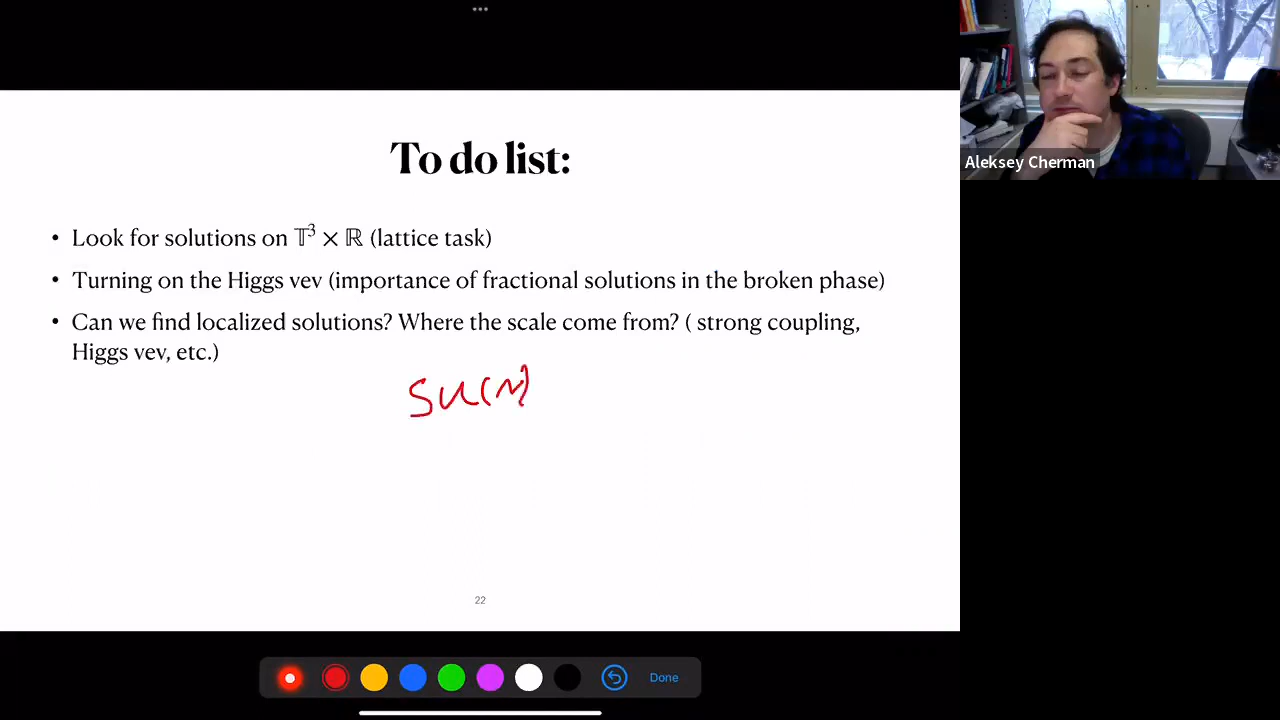 To do list:
• Look for solutions on 𝕋³ × ℝ (lattice task)
• Turning on the Higgs vev (importance of fractional solutions in the broken phase)
• Can we find localized solutions? Where the scale come from? ( strong coupling,
Higgs vev, etc.)
SU(N)
22
Done
Aleksey Cherman